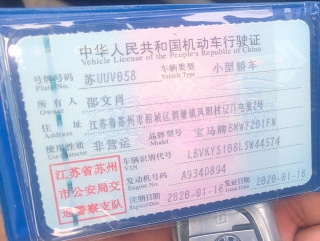 中华人民共和国机动车行驶证
Vehicle License of the People's Republic of China
号牌号码 苏UUV058 车辆类型 小型轿车
Plate No. Vehicle Type
所有人 邵文肖
Owner
住址 江苏省苏州市相城区
Address
使用性质 非营运 品牌型号 宝马牌BMW7201FN
Use Character Model
江苏省苏州市公安局交通警察支队
车辆识别代号 LBVKY5108LSW44574
VIN
发动机号码 A934D894
Engine No.
注册日期 2020-01-16 发证日期 2020-01-16
Register Date Issue Date